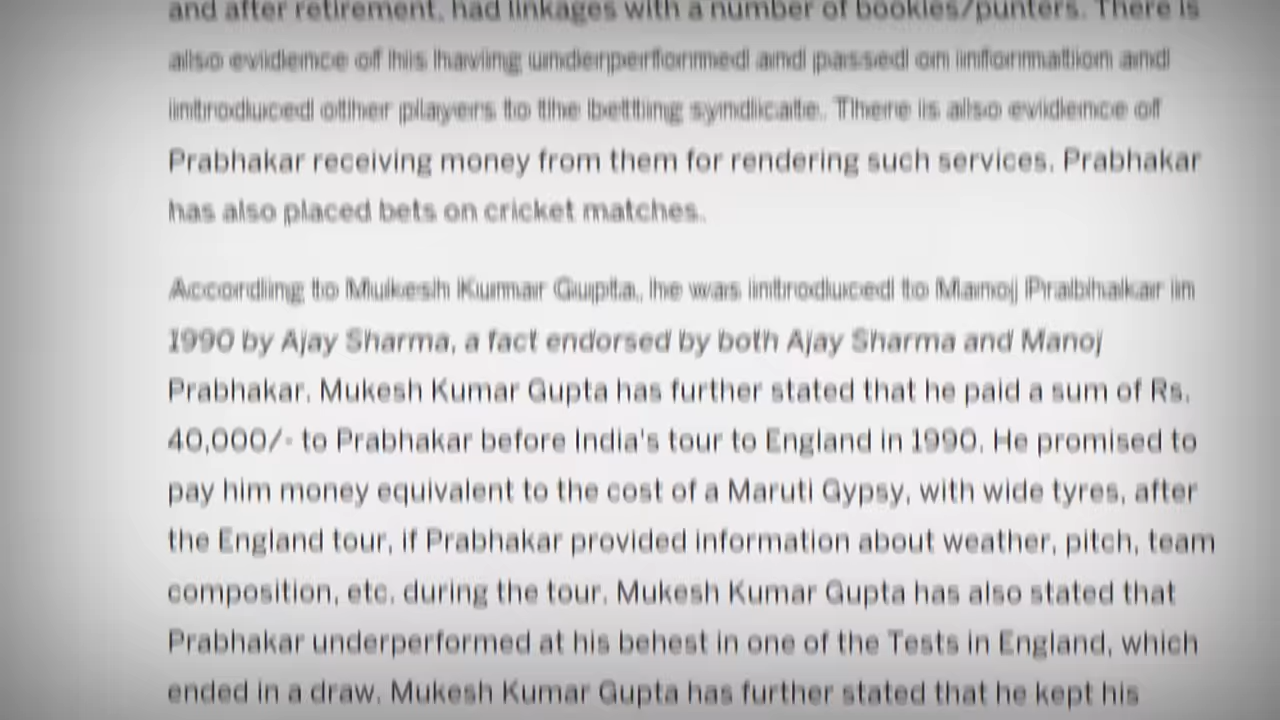 and after retirement, had linkages with a number of bookies/punters. There is
also evidence of his having underperformed and passed on information and
introduced other players to the betting syndicate. There is also evidence of
Prabhakar receiving money from them for rendering such services. Prabhakar
has also placed bets on cricket matches.
According to Mukesh Kumar Gupta, he was introduced to Manoj Prabhakar in
1990 by Ajay Sharma, a fact endorsed by both Ajay Sharma and Manoj
Prabhakar. Mukesh Kumar Gupta has further stated that he paid a sum of Rs.
40,000/- to Prabhakar before India's tour to England in 1990. He promised to
pay him money equivalent to the cost of a Maruti Gypsy, with wide tyres, after
the England tour, if Prabhakar provided information about weather, pitch, team
composition, etc. during the tour. Mukesh Kumar Gupta has also stated that
Prabhakar underperformed at his behest in one of the Tests in England, which
ended in a draw. Mukesh Kumar Gupta has further stated that he kept his